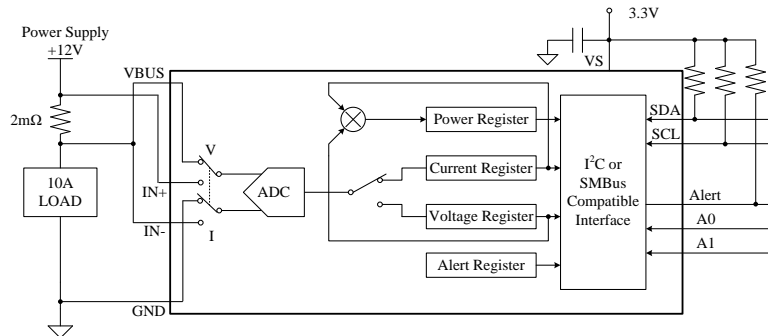 3.3V
Power Supply
+12V
VS
VBUS
2mΩ
SDA
Power Register
SCL
V
I²C or
SMBus
Compatible
Interface
Current Register
10A
LOAD
IN+
ADC
Alert
Voltage Register
A0
IN-
I
A1
Alert Register
GND